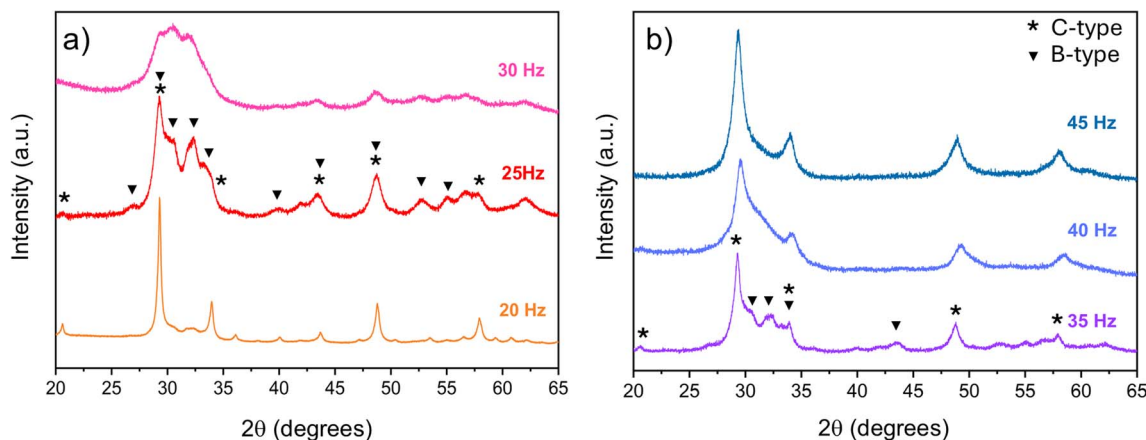 a)
30 Hz
25Hz
20 Hz
Intensity (a.u.)
20 25 30 35 40 45 50 55 60 65
2θ (degrees)
b)
* C-type
▼ B-type
45 Hz
40 Hz
35 Hz
Intensity (a.u.)
20 25 30 35 40 45 50 55 60 65
2θ (degrees)